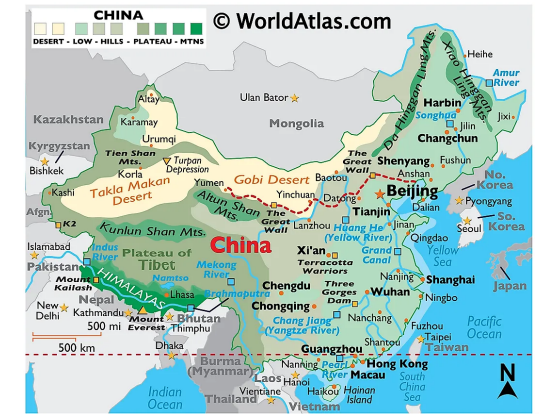 CHINA
DESERT - LOW - HILLS - PLATEAU - MTNS
© WorldAtlas.com
Heihe
Amur
River
Da Hinggan Ling Mts.
Xiao Hinggan
Ling Mts.
Harbin
Songhua
Jilin
Jixi
Changchun
Ulan Bator
Mongolia
Altay
Karamay
Urumqi
Kazakhstan
Kyrgyzstan
Bishkek
Tien Shan
Mts.
Turpan
Depression
Korla
Kashi
Takla Makan
Desert
Yumen
Gobi Desert
Baotou
The
Great
Wall
Shenyang
Fushun
Anshan
Beijing
No.
Korea
Pyongyang
Dalian
Tianjin
Datong
Yinchuan
The
Great
Wall
Altun Shan
Mts.
Lanzhou
Huang He
(Yellow River)
Jinan
Qingdao
So.
Korea
Seoul
Yellow
Sea
Japan
Afgn.
K2
Kunlun Shan Mts.
Islamabad
Pakistan
Indus
River
China
Xi'an
Terracotta
Warriors
Grand
Canal
Plateau of
Tibet
Namtso
Mekong
River
Mount
Kailash
HIMALAYAS
Lhasa
Brahmaputra
Chengdu
Three
Gorges
Dam
Nanjing
Shanghai
Wuhan
Ningbo
Chongqing
Nepal
New
Delhi
Kathmandu
Mount
Everest
Bhutan
Thimphu
Chang Jiang
(Yangtze River)
Nanchang
Fuzhou
Taipei
Taiwan
Pacific
Ocean
500 mi
500 km
Dhaka
Burma
(Myanmar)
Guangzhou
Shantou
Nanning
Pearl
River
Hong Kong
Macau
Laos
Hanoi
Vientiane
Haikou
Hainan
Island
South
China
Sea
Indian
Ocean
Thailand
Vietnam
N